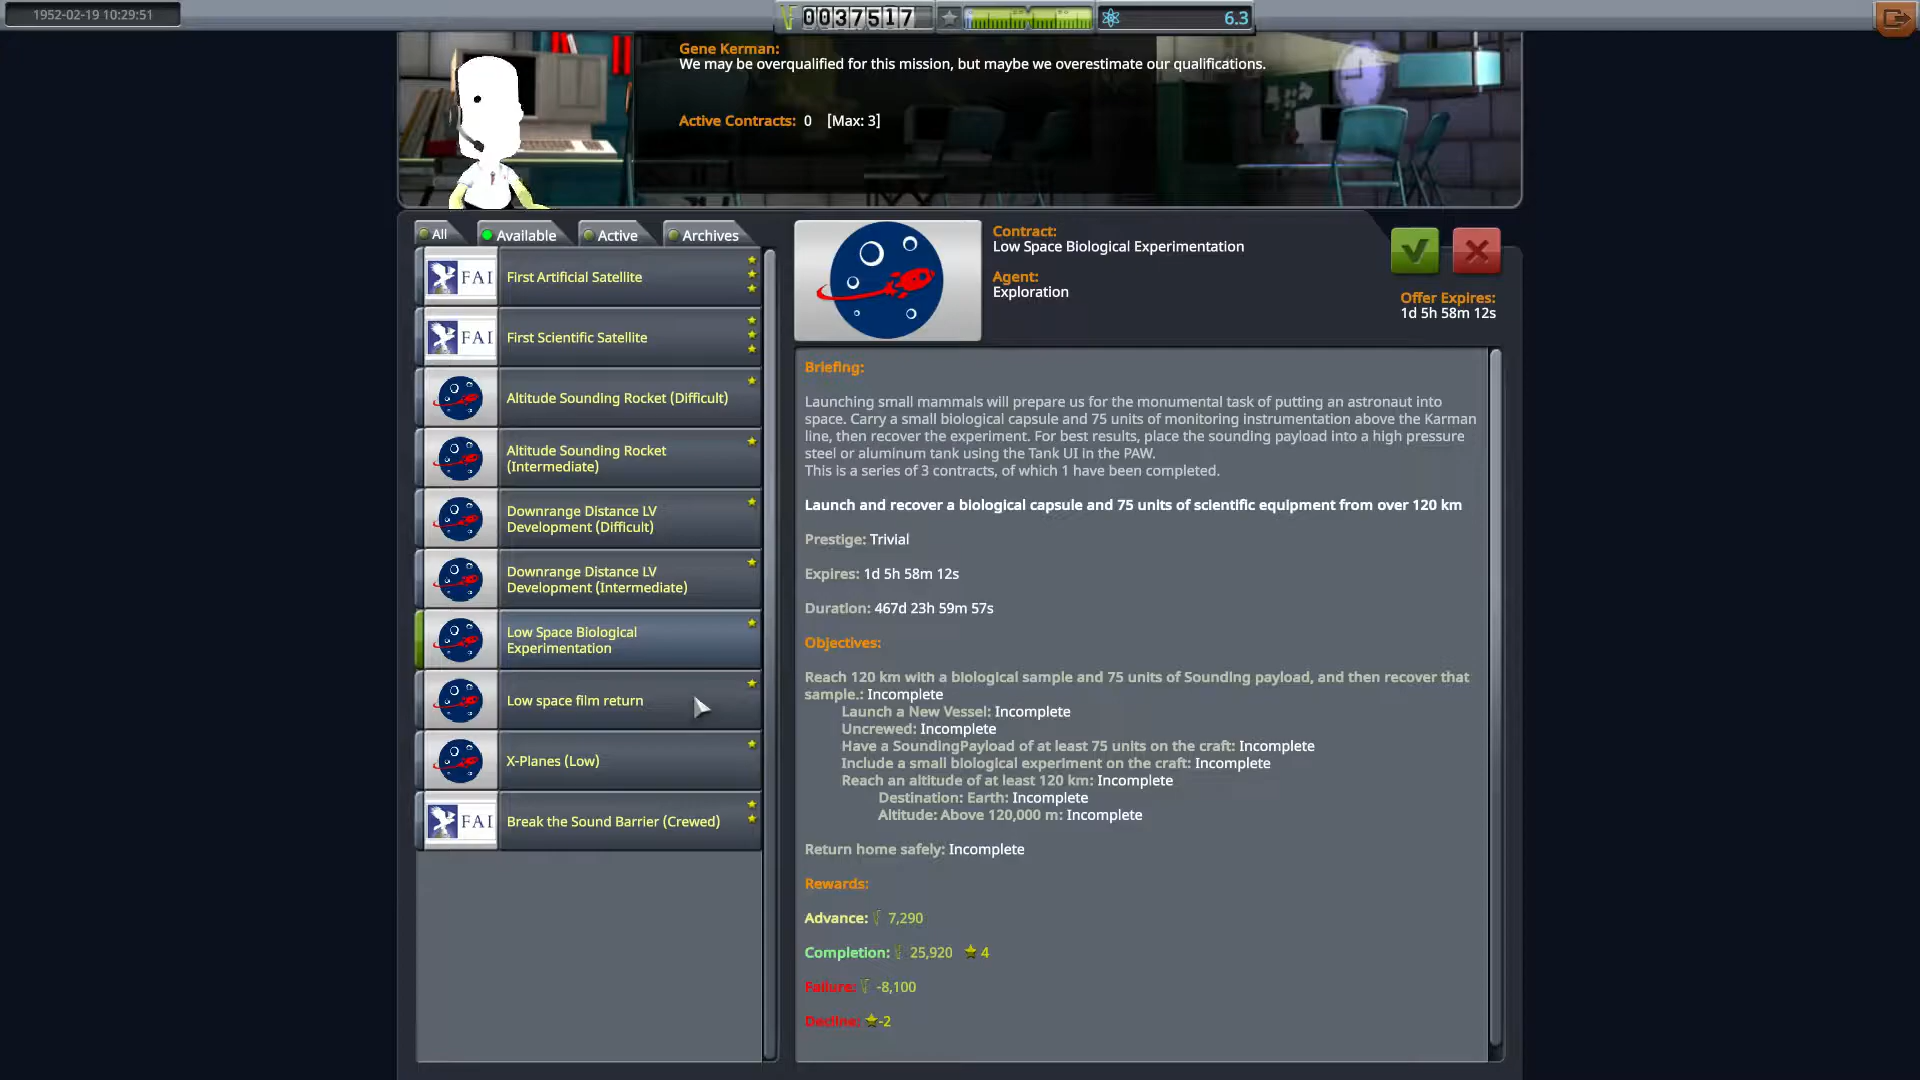 1952-02-19 10:29:51
0037517
6.3
Gene Kerman:
We may be overqualified for this mission, but maybe we overestimate our qualifications.
Active Contracts: 0 [Max: 3]
All
Available
Active
Archives
FAI
First Artificial Satellite
FAI
First Scientific Satellite
Altitude Sounding Rocket (Difficult)
Altitude Sounding Rocket
(Intermediate)
Downrange Distance LV
Development (Difficult)
Downrange Distance LV
Development (Intermediate)
Low Space Biological
Experimentation
Low space film return
X-Planes (Low)
FAI
Break the Sound Barrier (Crewed)
Contract:
Low Space Biological Experimentation
Agent:
Exploration
Offer Expires:
1d 5h 58m 12s
Briefing:
Launching small mammals will prepare us for the monumental task of putting an astronaut into
space. Carry a small biological capsule and 75 units of monitoring instrumentation above the Karman
line, then recover the experiment. For best results, place the sounding payload into a high pressure
steel or aluminum tank using the Tank UI in the PAW.
This is a series of 3 contracts, of which 1 have been completed.
Launch and recover a biological capsule and 75 units of scientific equipment from over 120 km
Prestige: Trivial
Expires: 1d 5h 58m 12s
Duration: 467d 23h 59m 57s
Objectives:
Reach 120 km with a biological sample and 75 units of Sounding payload, and then recover that
sample.: Incomplete
Launch a New Vessel: Incomplete
Uncrewed: Incomplete
Have a SoundingPayload of at least 75 units on the craft: Incomplete
Include a small biological experiment on the craft: Incomplete
Reach an altitude of at least 120 km: Incomplete
Destination: Earth: Incomplete
Altitude: Above 120,000 m: Incomplete
Return home safely: Incomplete
Rewards:
Advance: 7,290
Completion: 25,920 4
Failure: -8,100
Decline: -2